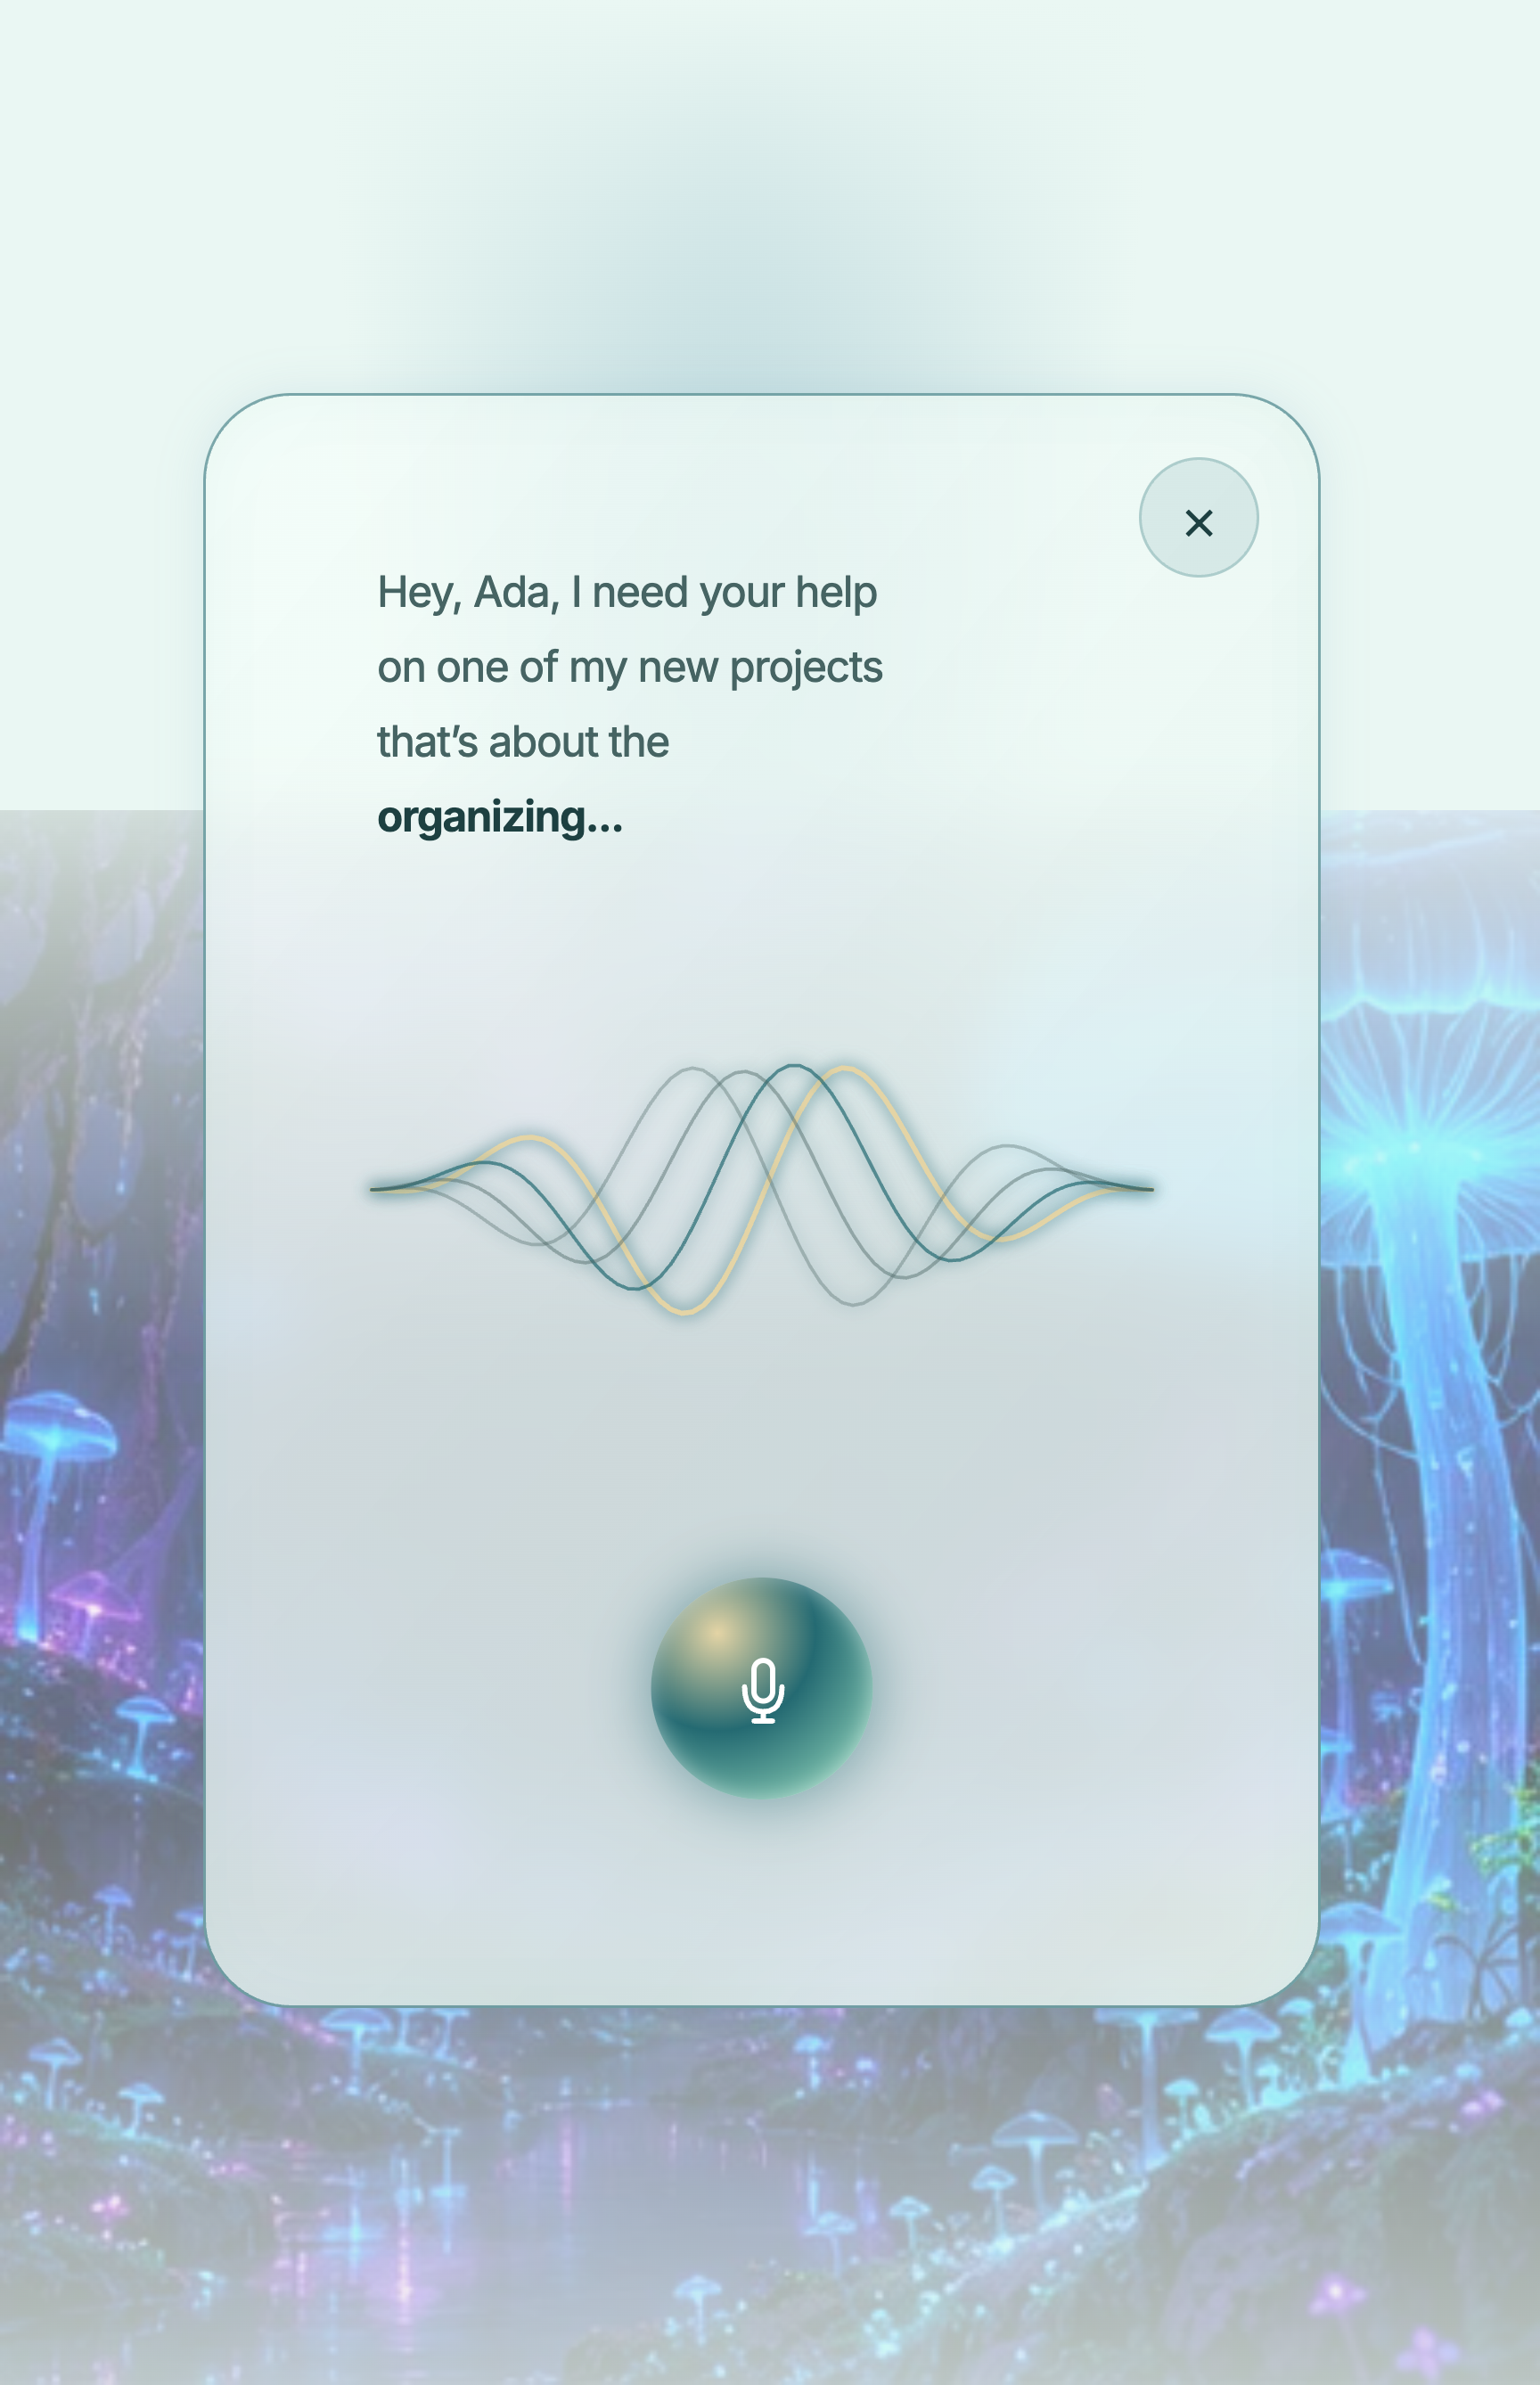 Hey, Ada, I need your help
on one of my new projects
that’s about the
organizing...